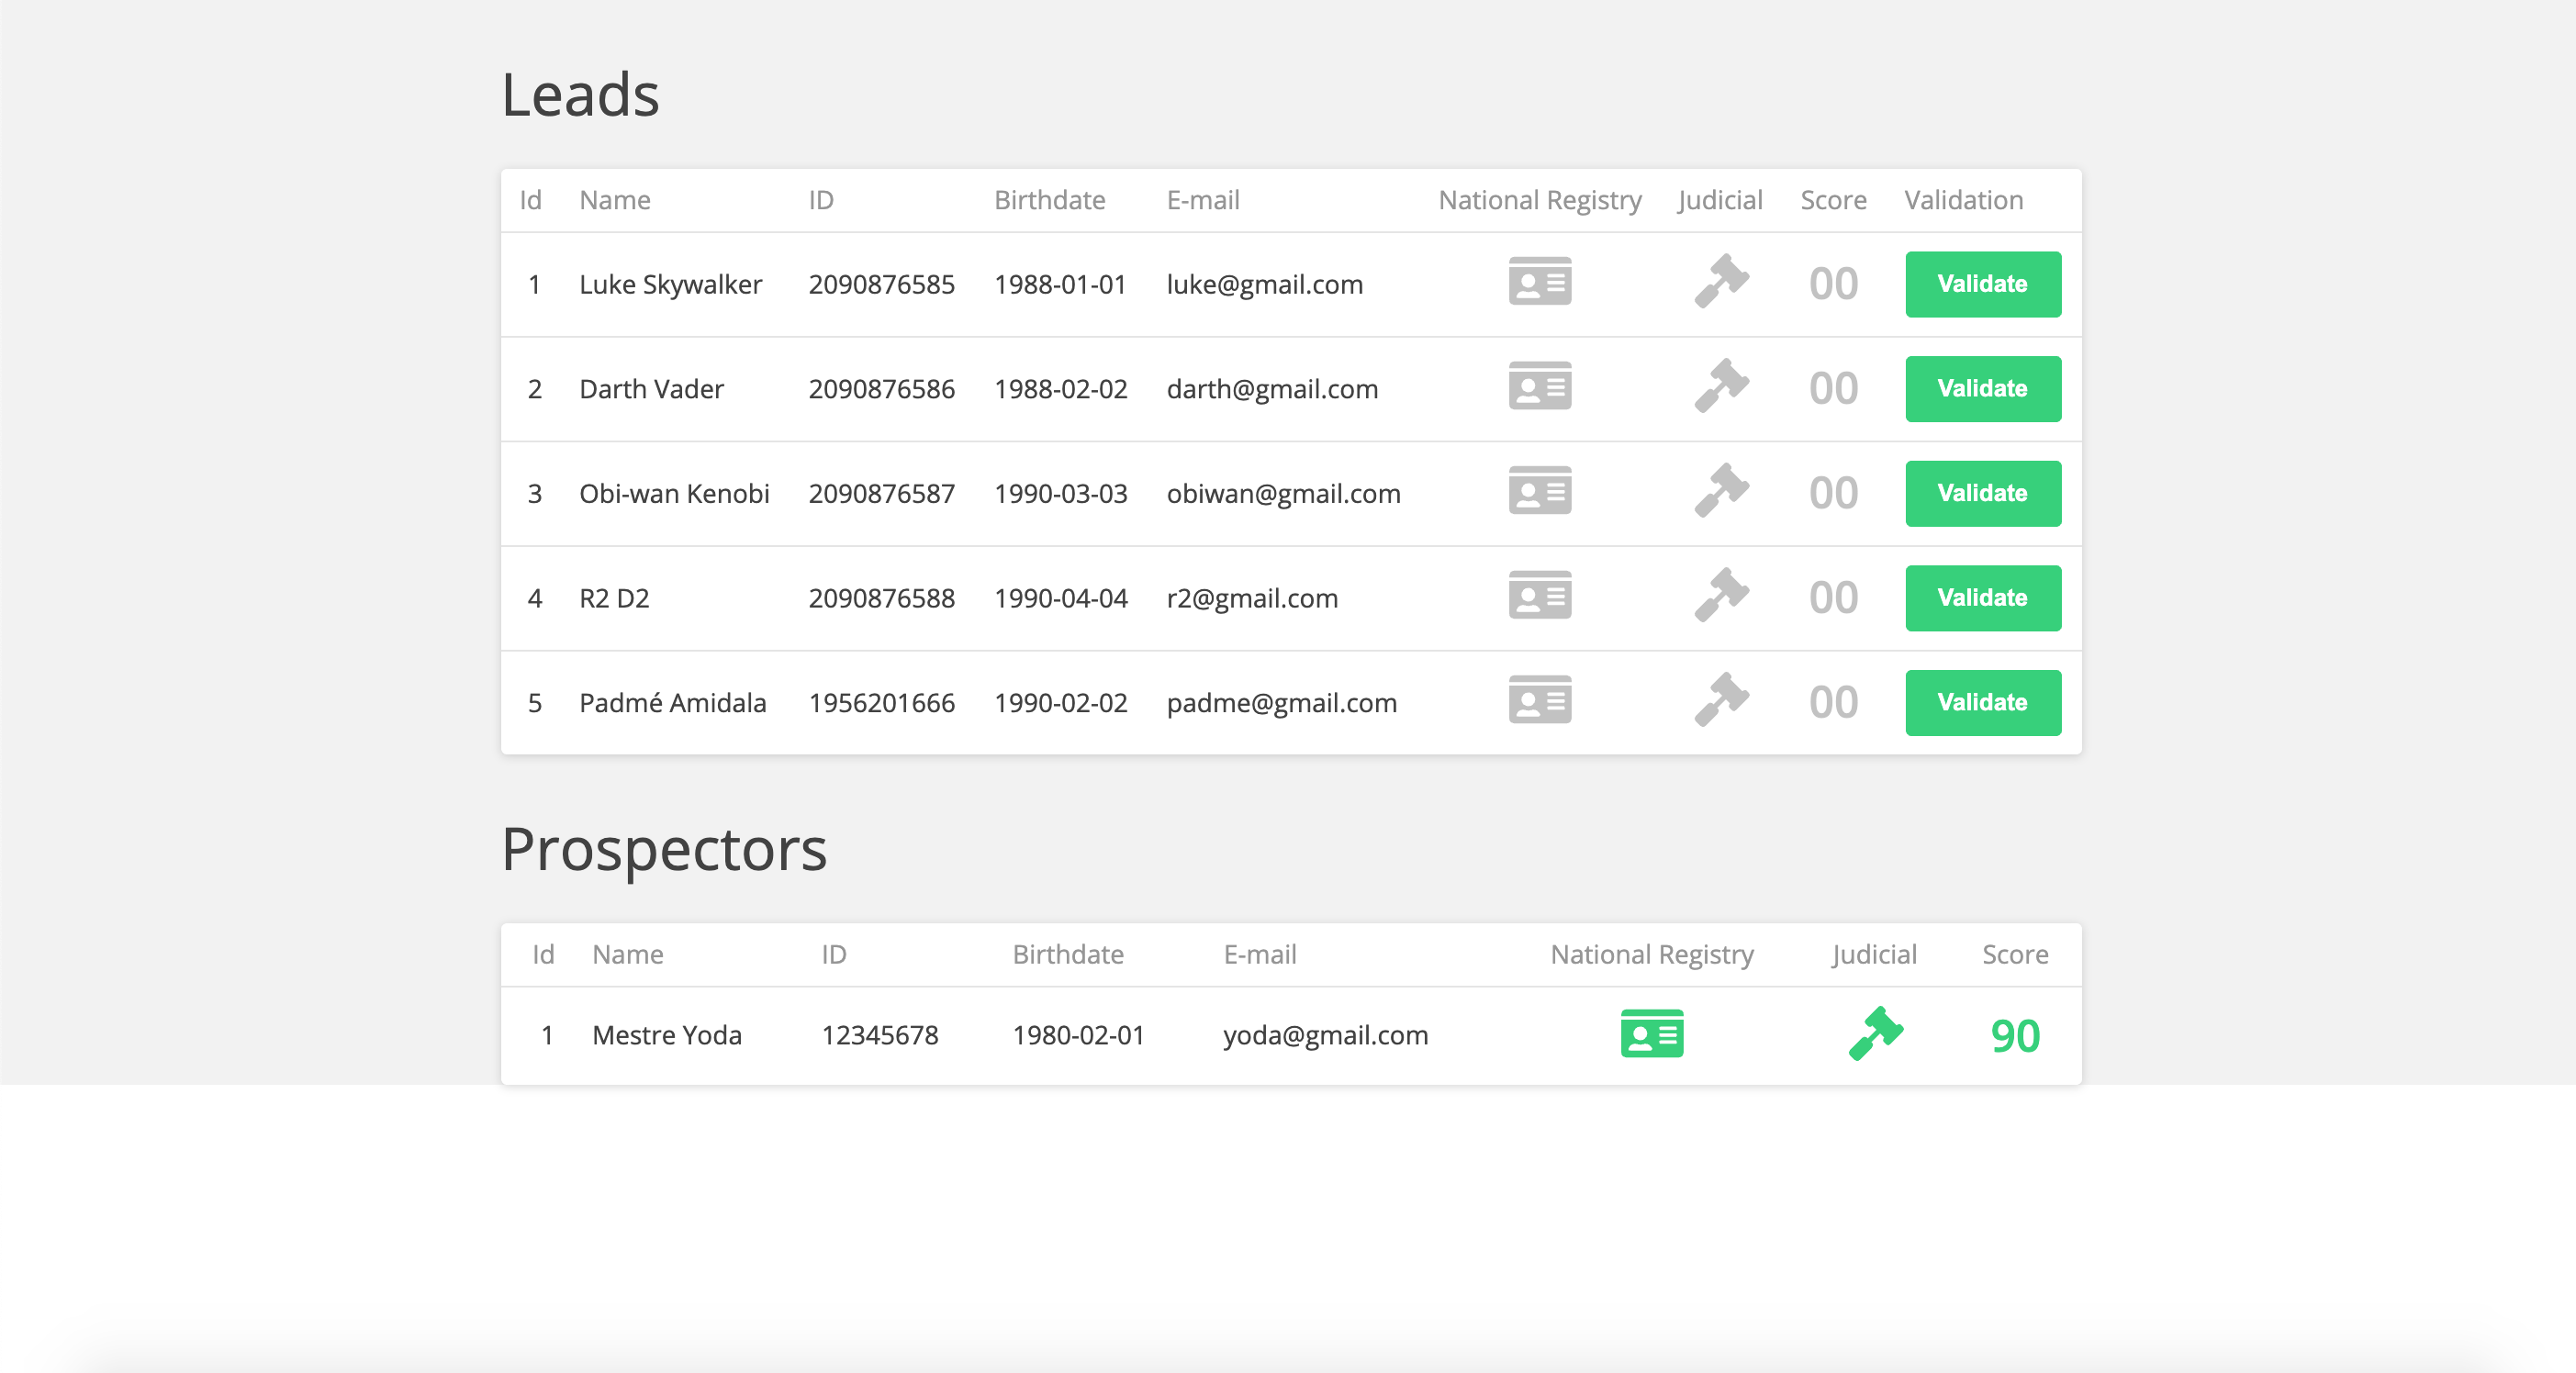 Leads
Id Name ID Birthdate E-mail National Registry Judicial Score Validation
1 Luke Skywalker 2090876585 1988-01-01 luke@gmail.com 00 Validate
2 Darth Vader 2090876586 1988-02-02 darth@gmail.com 00 Validate
3 Obi-wan Kenobi 2090876587 1990-03-03 obiwan@gmail.com 00 Validate
4 R2 D2 2090876588 1990-04-04 r2@gmail.com 00 Validate
5 Padmé Amidala 1956201666 1990-02-02 padme@gmail.com 00 Validate
Prospectors
Id Name ID Birthdate E-mail National Registry Judicial Score
1 Mestre Yoda 12345678 1980-02-01 yoda@gmail.com 90